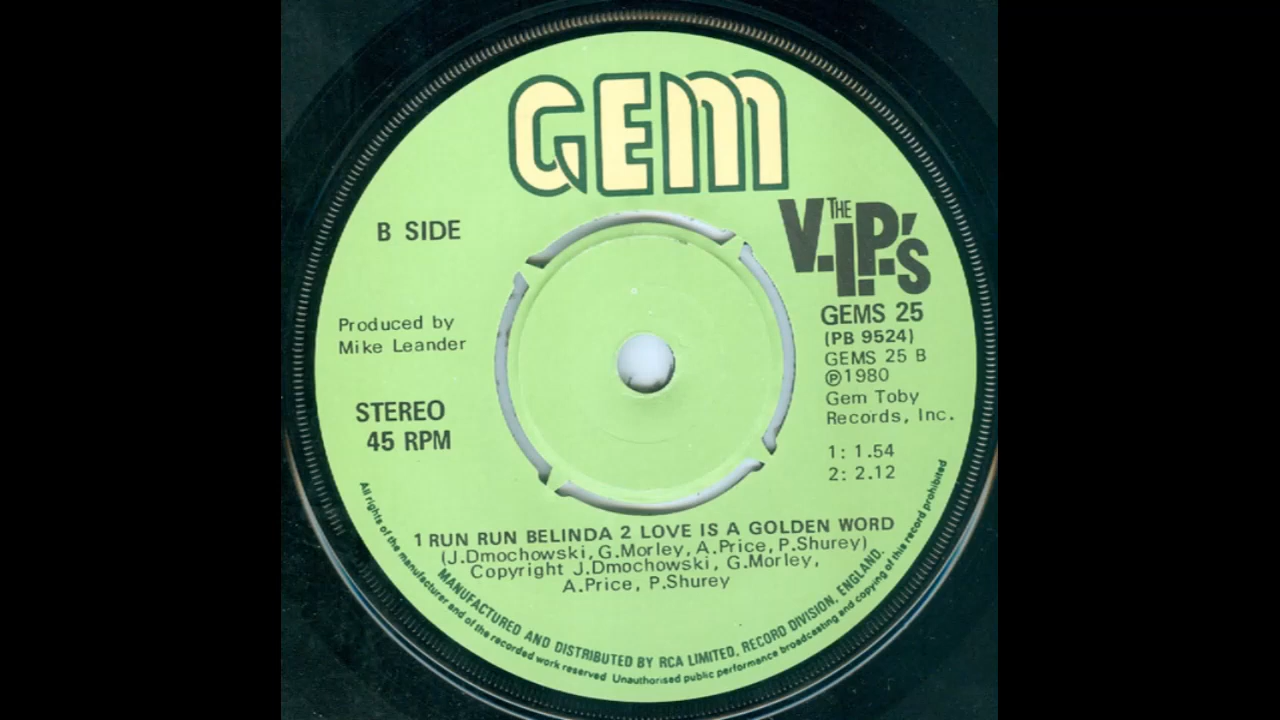 GEM
THE
V.I.P.'S
B SIDE
GEMS 25
(PB 9524)
GEMS 25 B
℗1980
Gem Toby
Records, Inc.
Produced by
Mike Leander
STEREO
45 RPM
1: 1.54
2: 2.12
1 RUN RUN BELINDA 2 LOVE IS A GOLDEN WORD
(J.Dmochowski, G.Morley, A.Price, P.Shurey)
Copyright J.Dmochowski, G.Morley,
A.Price, P.Shurey
MANUFACTURED AND DISTRIBUTED BY RCA LIMITED, RECORD DIVISION, ENGLAND.
All rights of the manufacturer and of the recorded work reserved Unauthorised public performance broadcasting and copying of this record prohibited